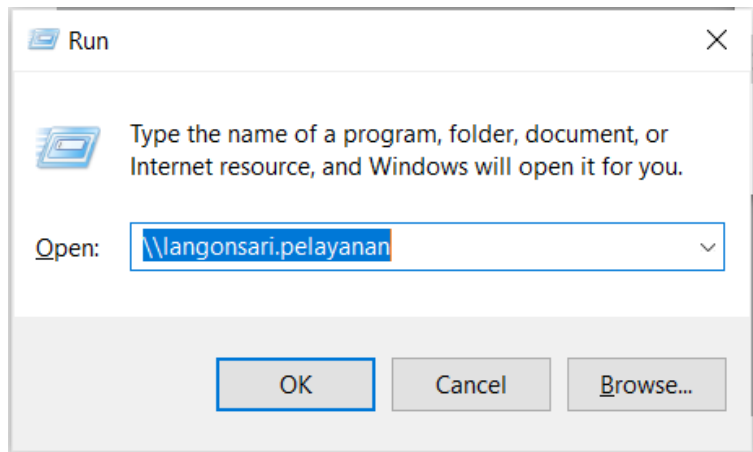 Run
Type the name of a program, folder, document, or
Internet resource, and Windows will open it for you.
Open: \\langonsari.pelayanan
OK Cancel Browse...